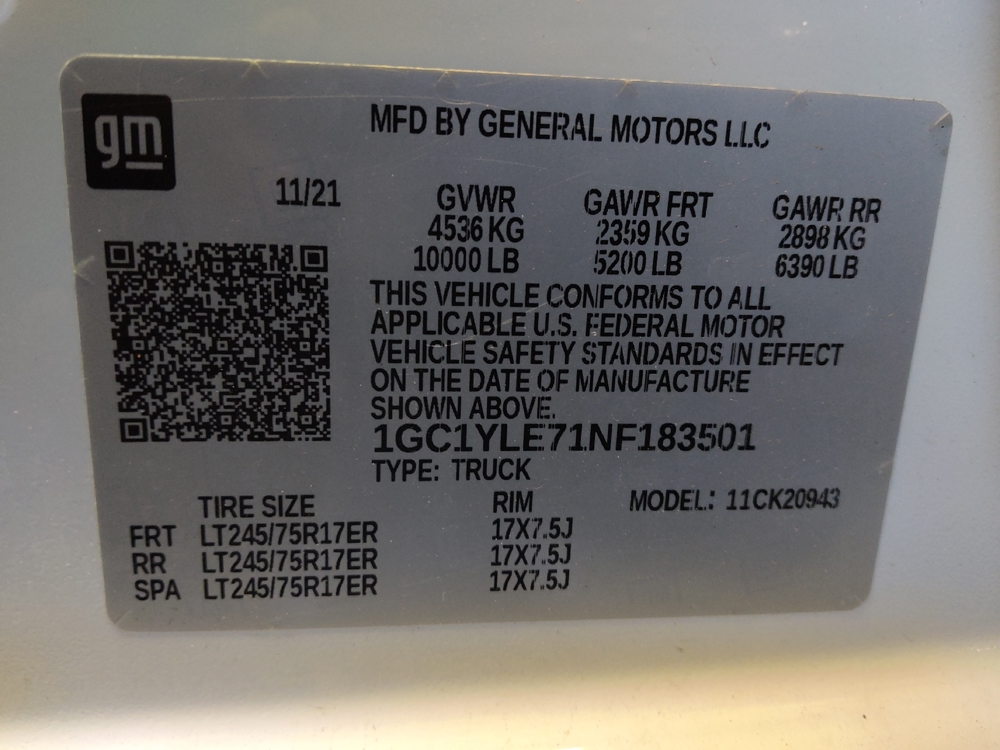 gm
MFD BY GENERAL MOTORS LLC
11/21 GVWR GAWR FRT GAWR RR
4536 KG 2359 KG 2898 KG
10000 LB 5200 LB 6390 LB
THIS VEHICLE CONFORMS TO ALL
APPLICABLE U.S. FEDERAL MOTOR
VEHICLE SAFETY STANDARDS IN EFFECT
ON THE DATE OF MANUFACTURE
SHOWN ABOVE.
1GC1YLE71NF183501
TYPE: TRUCK
TIRE SIZE RIM MODEL: 11CK20943
FRT LT245/75R17ER 17X7.5J
RR LT245/75R17ER 17X7.5J
SPA LT245/75R17ER 17X7.5J